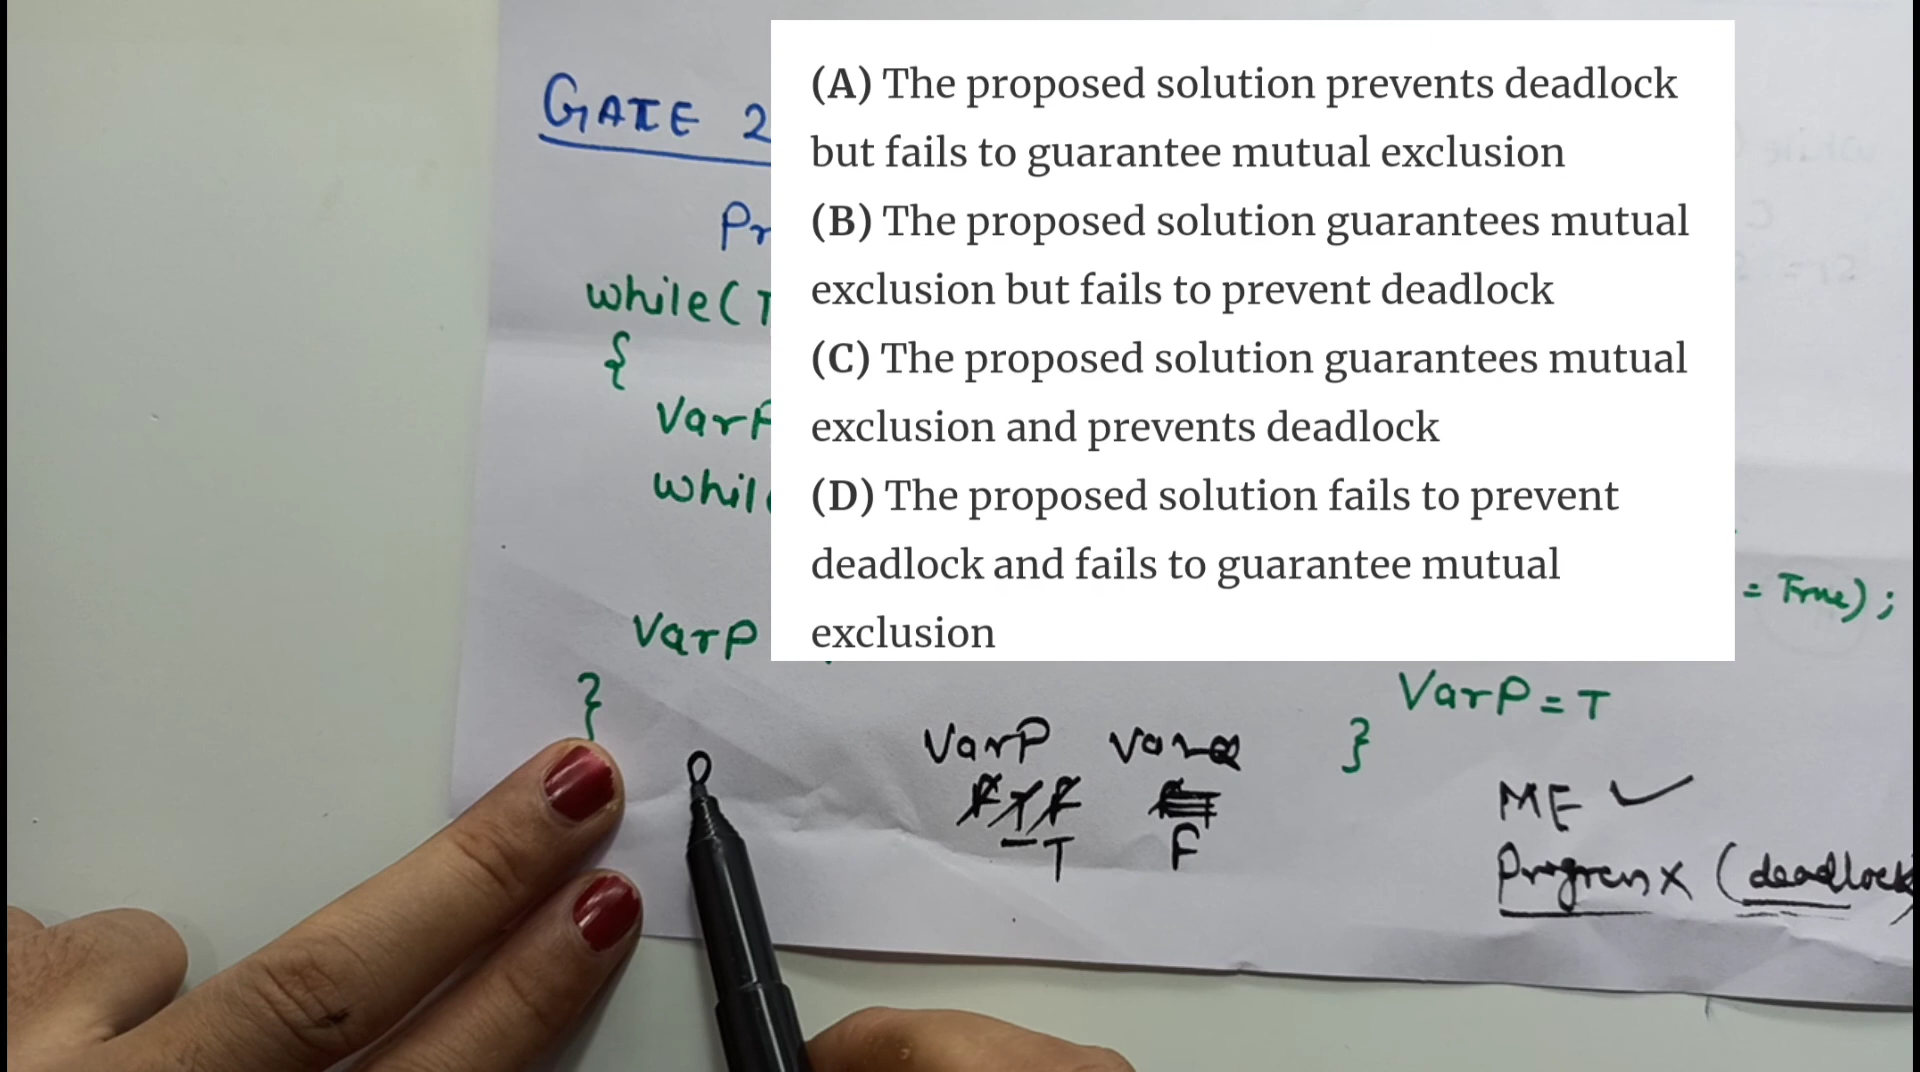 GATE 2
Pr
while(T
{
VarP
while
VarP
}
(A) The proposed solution prevents deadlock
but fails to guarantee mutual exclusion
(B) The proposed solution guarantees mutual
exclusion but fails to prevent deadlock
(C) The proposed solution guarantees mutual
exclusion and prevents deadlock
(D) The proposed solution fails to prevent
deadlock and fails to guarantee mutual
exclusion
= True);
VarP = T
}
VarP VarQ
T F
ME ✓
Progress X (deadlock)